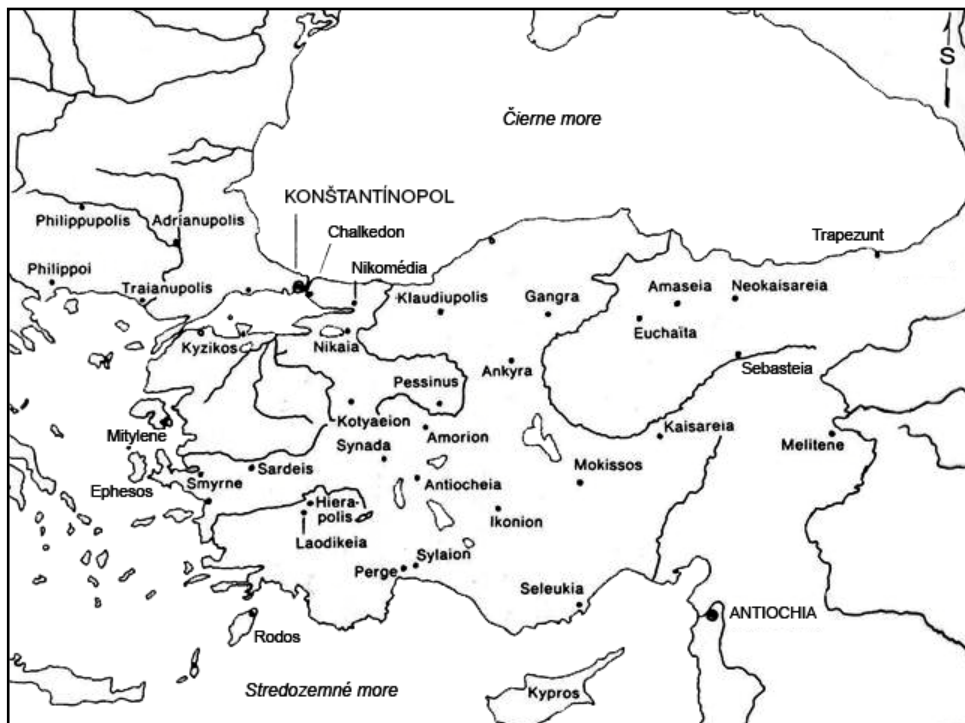 S
Čierne more
KONŠTANTÍNOPOL
Philippupolis
Adrianupolis
Chalkedon
Trapezunt
Philippoi
Nikomédia
Traianupolis
Klaudiupolis
Gangra
Amaseia
Neokaisareia
Euchaïta
Kyzikos
Nikaia
Ankyra
Sebasteia
Pessinus
Kotyaeion
Amorion
Kaisareia
Mitylene
Synada
Melitene
Sardeis
Mokissos
Smyrne
Antiocheia
Ephesos
Hiera-
polis
Ikonion
Laodikeia
Sylaion
Perge
Seleukia
ANTIOCHIA
Rodos
Stredozemné more
Kypros